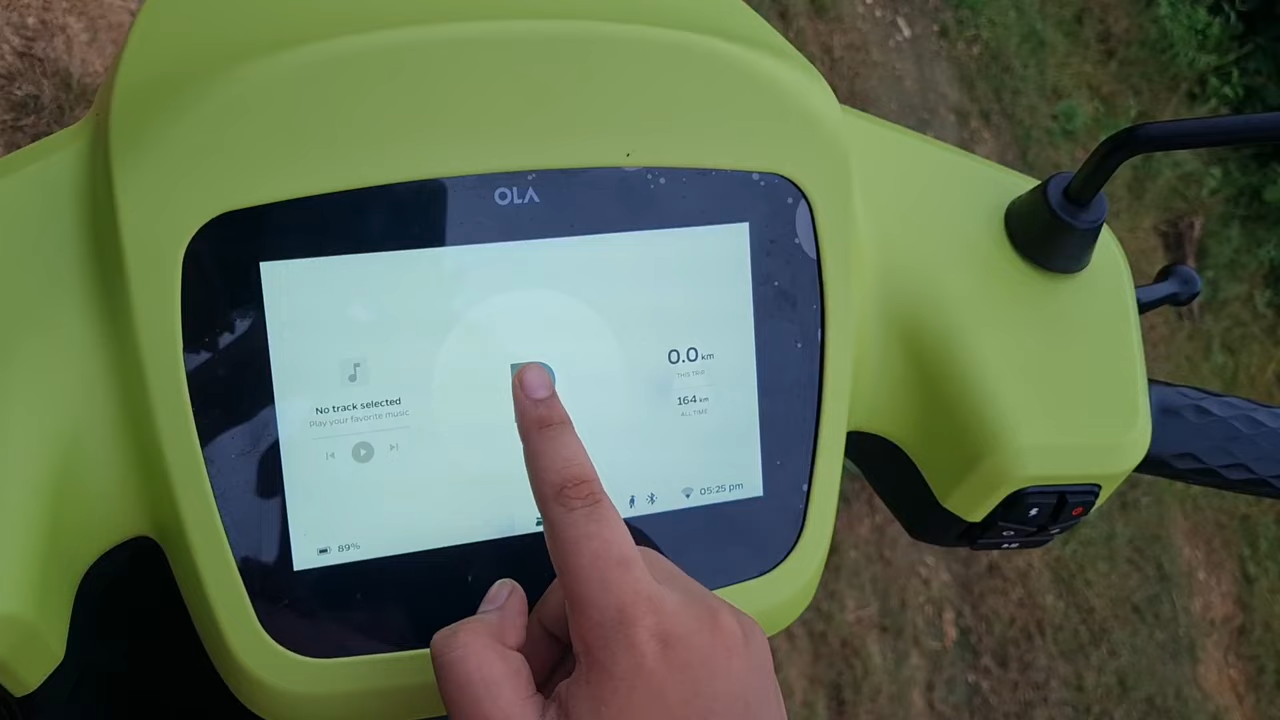 OLA
No track selected
Play your favorite music
0.0 km
THIS TRIP
164 km
ALL TIME
89%
05:25 pm